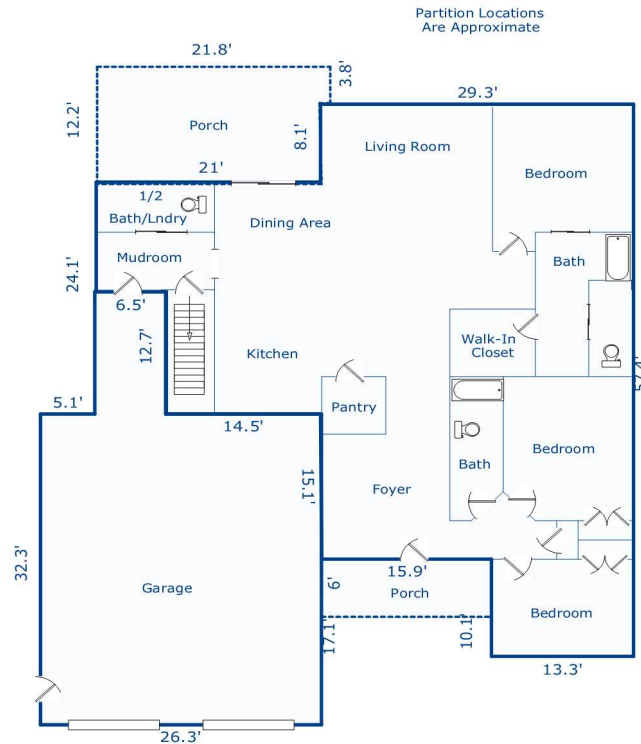 Partition Locations
Are Approximate
21.8'
3.8'
29.3'
12.2'
Porch
8.1'
Living Room
21'
Bedroom
1/2
Bath/Lndry
Dining Area
Mudroom
Bath
24.1'
6.5'
12.7'
Kitchen
Walk-In
Closet
5.1'
Pantry
14.5'
Bedroom
15.1'
Bath
Foyer
32.3'
15.9'
6'
Garage
Porch
Bedroom
17.1'
10.1'
13.3'
26.3'